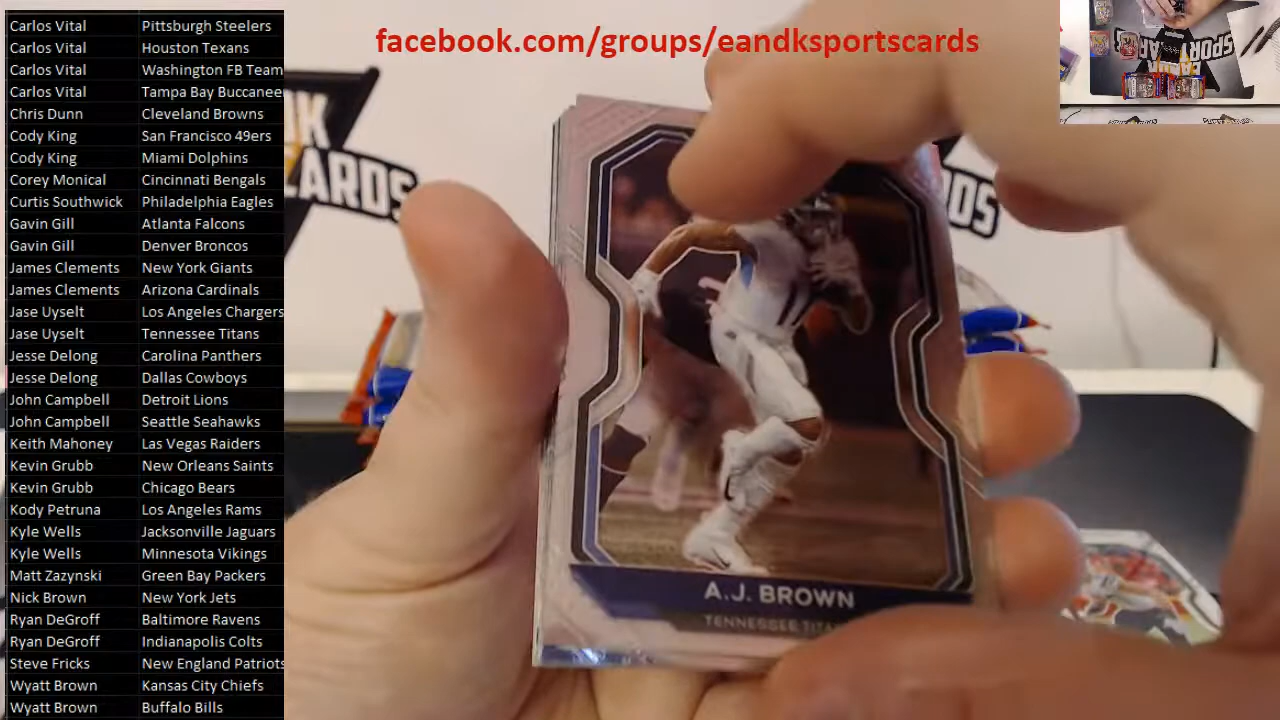 Carlos Vital Pittsburgh Steelers
Carlos Vital Houston Texans
Carlos Vital Washington FB Team
Carlos Vital Tampa Bay Buccanee
Chris Dunn Cleveland Browns
Cody King San Francisco 49ers
Cody King Miami Dolphins
Corey Monical Cincinnati Bengals
Curtis Southwick Philadelphia Eagles
Gavin Gill Atlanta Falcons
Gavin Gill Denver Broncos
James Clements New York Giants
James Clements Arizona Cardinals
Jase Uyselt Los Angeles Chargers
Jase Uyselt Tennessee Titans
Jesse Delong Carolina Panthers
Jesse Delong Dallas Cowboys
John Campbell Detroit Lions
John Campbell Seattle Seahawks
Keith Mahoney Las Vegas Raiders
Kevin Grubb New Orleans Saints
Kevin Grubb Chicago Bears
Kody Petruna Los Angeles Rams
Kyle Wells Jacksonville Jaguars
Kyle Wells Minnesota Vikings
Matt Zazynski Green Bay Packers
Nick Brown New York Jets
Ryan DeGroff Baltimore Ravens
Ryan DeGroff Indianapolis Colts
Steve Fricks New England Patriots
Wyatt Brown Kansas City Chiefs
Wyatt Brown Buffalo Bills
facebook.com/groups/eandksportscards
A.J. BROWN
TENNESSEE TITA